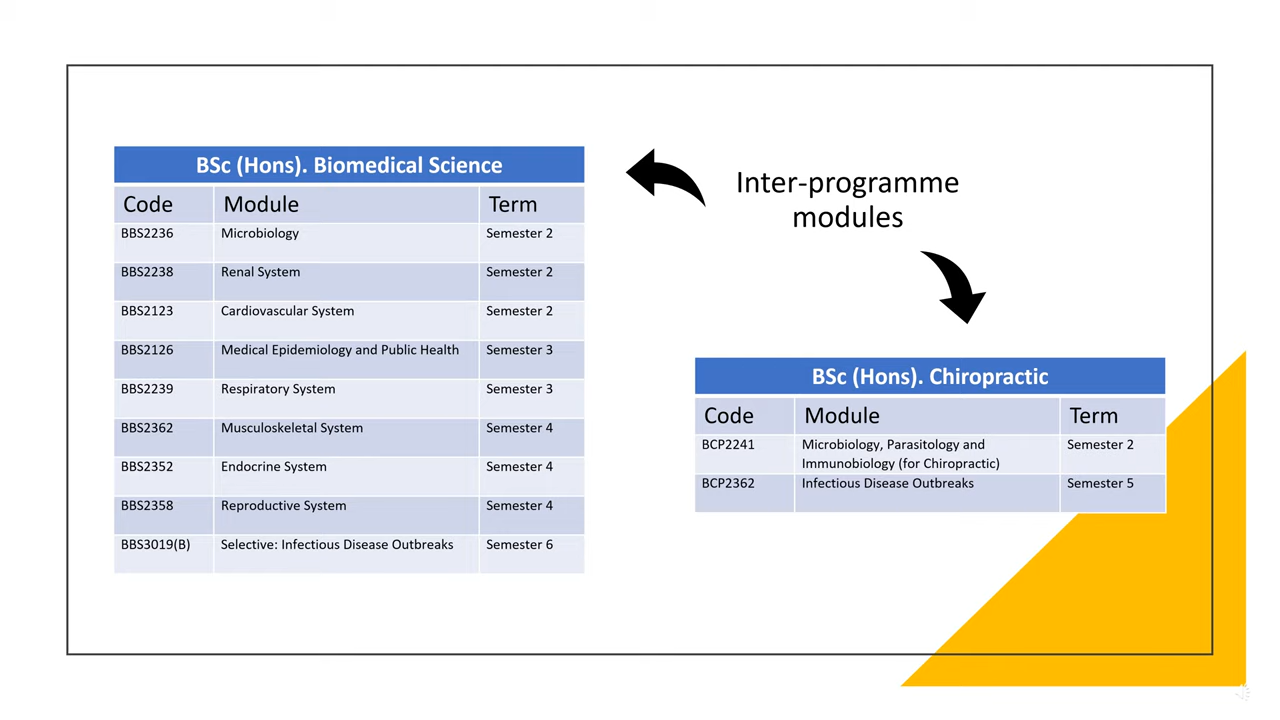 BSc (Hons). Biomedical Science
Code Module Term
BBS2236 Microbiology Semester 2
BBS2238 Renal System Semester 2
BBS2123 Cardiovascular System Semester 2
BBS2126 Medical Epidemiology and Public Health Semester 3
BBS2239 Respiratory System Semester 3
BBS2362 Musculoskeletal System Semester 4
BBS2352 Endocrine System Semester 4
BBS2358 Reproductive System Semester 4
BBS3019(B) Selective: Infectious Disease Outbreaks Semester 6
Inter-programme
modules
BSc (Hons). Chiropractic
Code Module Term
BCP2241 Microbiology, Parasitology and Semester 2
Immunobiology (for Chiropractic)
BCP2362 Infectious Disease Outbreaks Semester 5